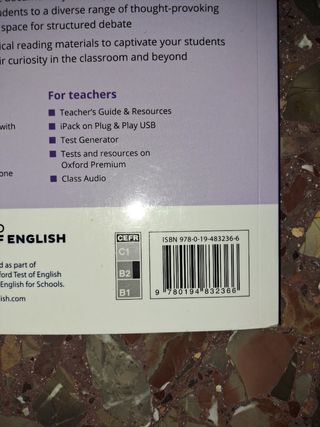 udents to a diverse range of thought-provoking
space for structured debate
ical reading materials to captivate your students
ir curiosity in the classroom and beyond
For teachers
■ Teacher's Guide & Resources
■ iPack on Plug & Play USB
■ Test Generator
■ Tests and resources on
Oxford Premium
■ Class Audio
with
one
F ENGLISH
d as part of
ford Test of English
English for Schools.
lish.com
CEFR
C1
B2
B1
ISBN 978-0-19-483236-6
9 780194 832366